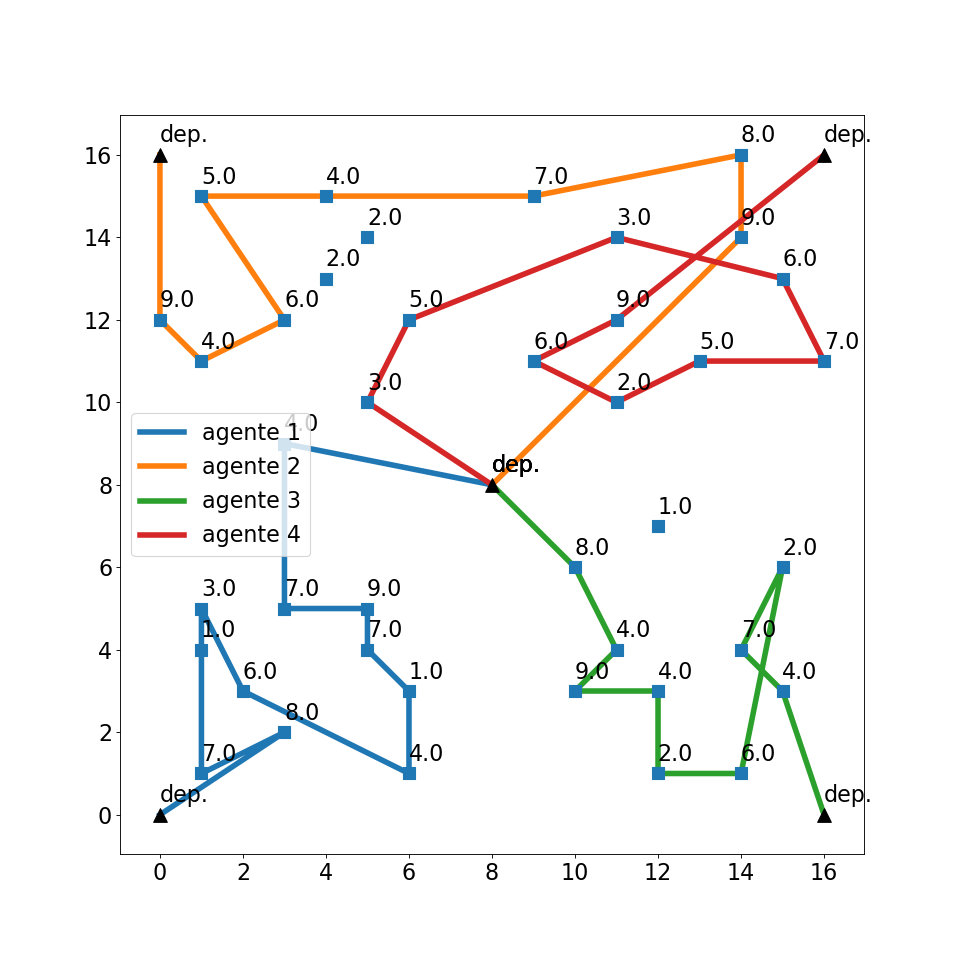 dep. 8.0 dep.
5.0 4.0 7.0
2.0 3.0 9.0
2.0 6.0
9.0 6.0 5.0 9.0
4.0 6.0 5.0 7.0
3.0 2.0
4.0
agente 1
agente 2
agente 3
agente 4
dep.
1.0
8.0 2.0
3.0 7.0 9.0
1.0 7.0 4.0 7.0
6.0 1.0 9.0 4.0 4.0
8.0
7.0 4.0 2.0 6.0
dep. dep.
16
14
12
10
8
6
4
2
0
0 2 4 6 8 10 12 14 16